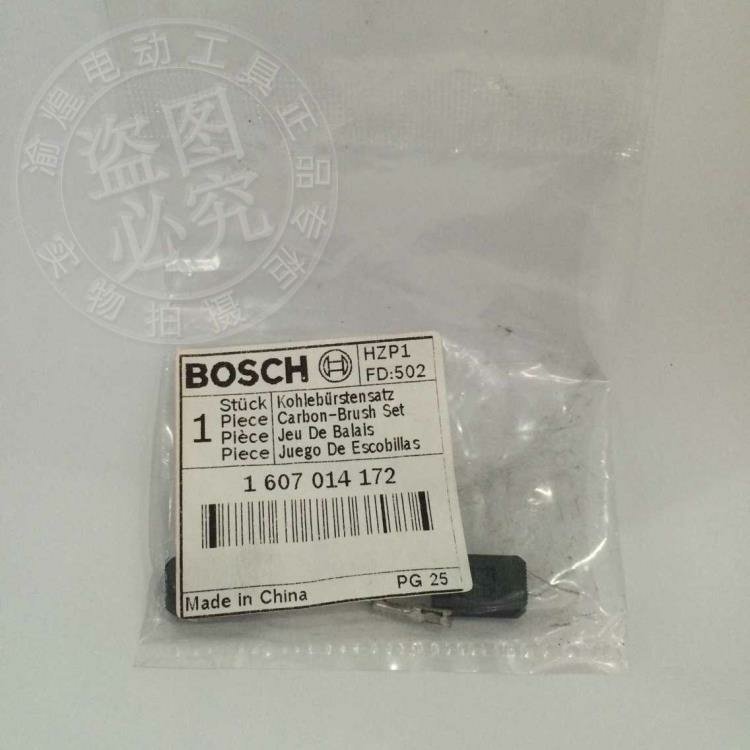 渝煌电动工具正品专柜
盗图
必究
实物拍摄
BOSCH
HZP1
FD:502
1
Stück Kohlebürstensatz
Piece Carbon-Brush Set
Pièce Jeu De Balais
Piece Juego De Escobillas
1 607 014 172
PG 25
Made in China